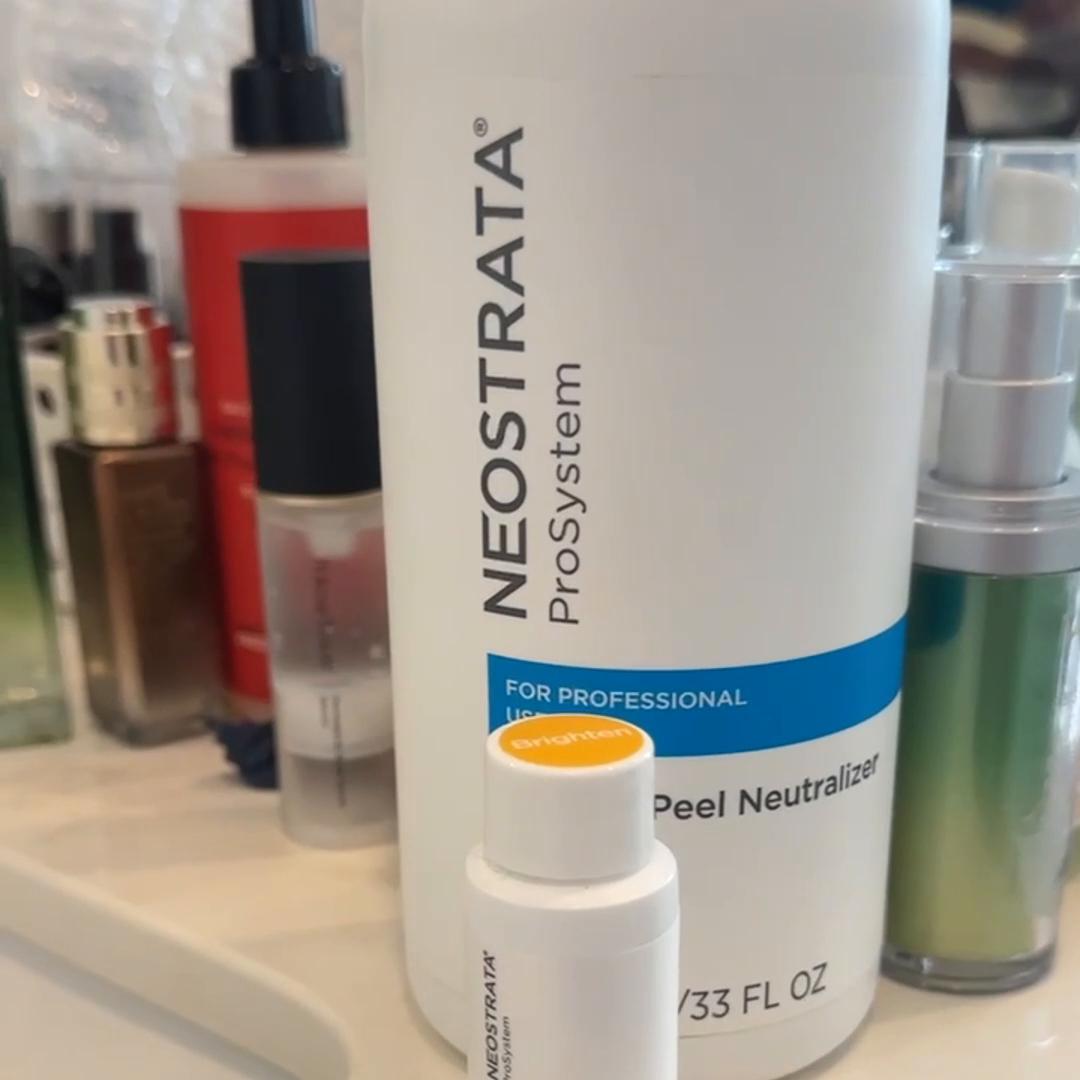 NEOSTRATA®
ProSystem
FOR PROFESSIONAL
Brighten
Peel Neutralizer
/33 FL OZ
NEOSTRATA®
ProSystem